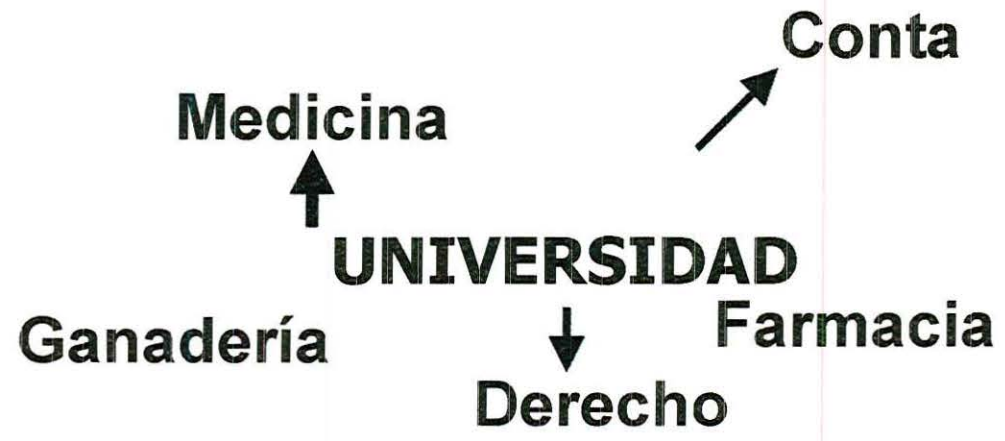 Conta
Medicina
UNIVERSIDAD
Ganadería
Farmacia
Derecho